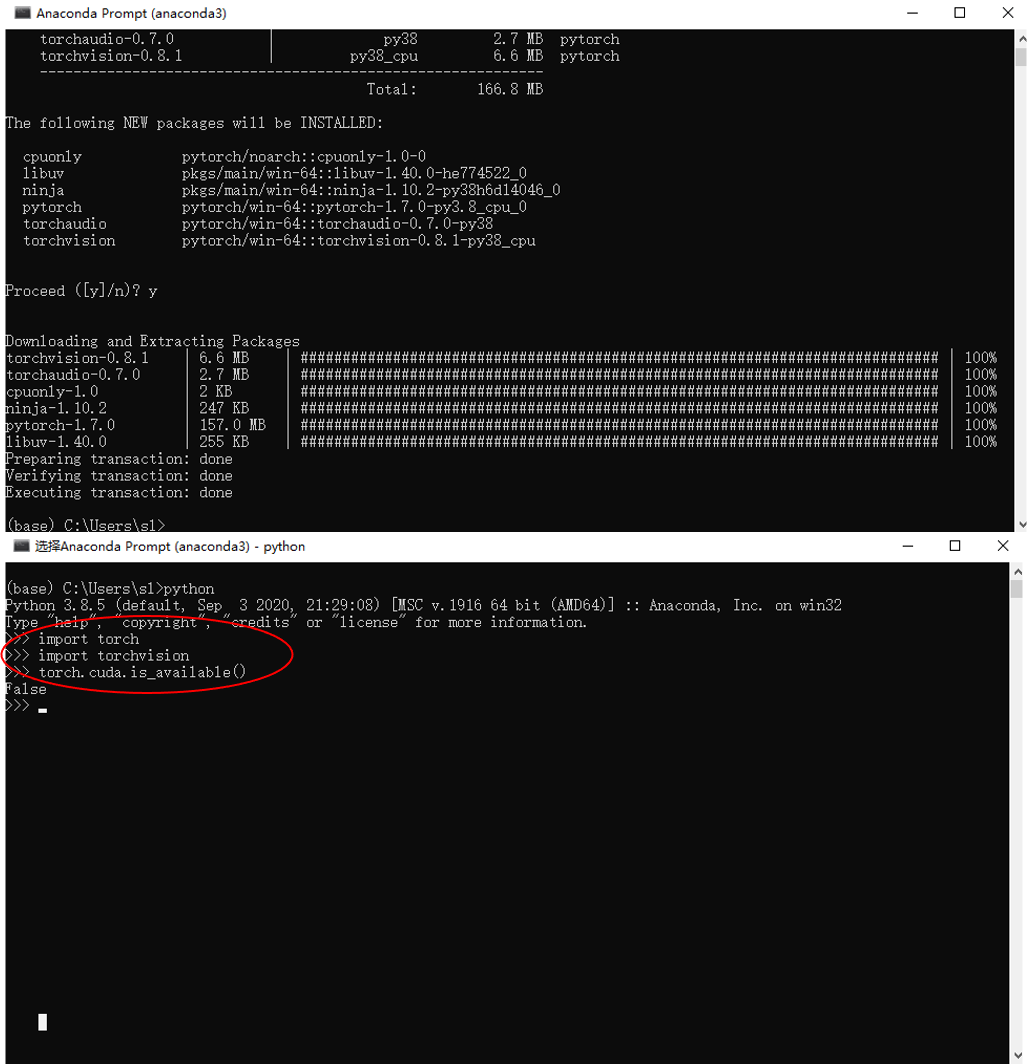 Anaconda Prompt (anaconda3)
torchaudio-0.7.0 | py38 2.7 MB pytorch
torchvision-0.8.1 | py38_cpu 6.6 MB pytorch
------------------------------------------------------------
Total: 166.8 MB
The following NEW packages will be INSTALLED:
cpuonly pytorch/noarch::cpuonly-1.0-0
libuv pkgs/main/win-64::libuv-1.40.0-he774522_0
ninja pkgs/main/win-64::ninja-1.10.2-py38h6d14046_0
pytorch pytorch/win-64::pytorch-1.7.0-py3.8_cpu_0
torchaudio pytorch/win-64::torchaudio-0.7.0-py38
torchvision pytorch/win-64::torchvision-0.8.1-py38_cpu
Proceed ([y]/n)? y
Downloading and Extracting Packages
torchvision-0.8.1 | 6.6 MB | ############################################################################ | 100%
torchaudio-0.7.0 | 2.7 MB | ############################################################################ | 100%
cpuonly-1.0 | 2 KB | ############################################################################ | 100%
ninja-1.10.2 | 247 KB | ############################################################################ | 100%
pytorch-1.7.0 | 157.0 MB | ############################################################################ | 100%
libuv-1.40.0 | 255 KB | ############################################################################ | 100%
Preparing transaction: done
Verifying transaction: done
Executing transaction: done
(base) C:\Users\sl>
选择Anaconda Prompt (anaconda3) - python
(base) C:\Users\sl>python
Python 3.8.5 (default, Sep 3 2020, 21:29:08) [MSC v.1916 64 bit (AMD64)] :: Anaconda, Inc. on win32
Type "help", "copyright", "credits" or "license" for more information.
>>> import torch
>>> import torchvision
>>> torch.cuda.is_available()
False
>>>